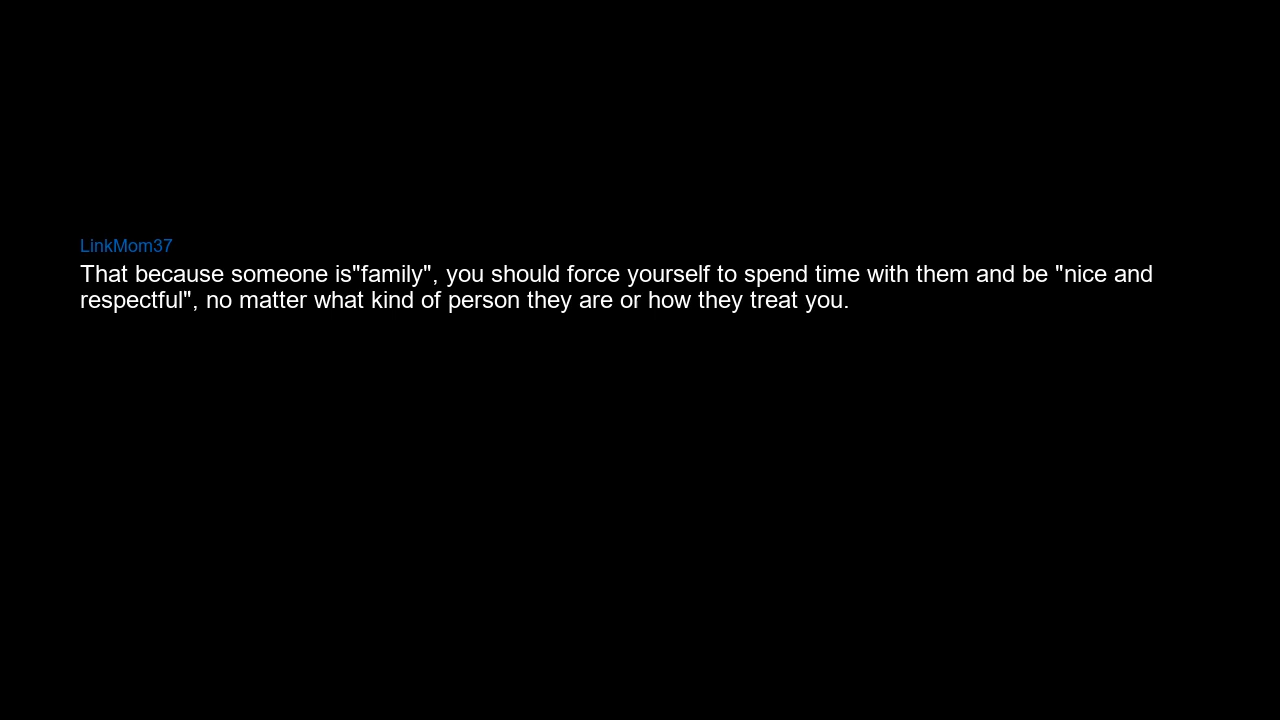 LinkMom37
That because someone is"family", you should force yourself to spend time with them and be "nice and
respectful", no matter what kind of person they are or how they treat you.